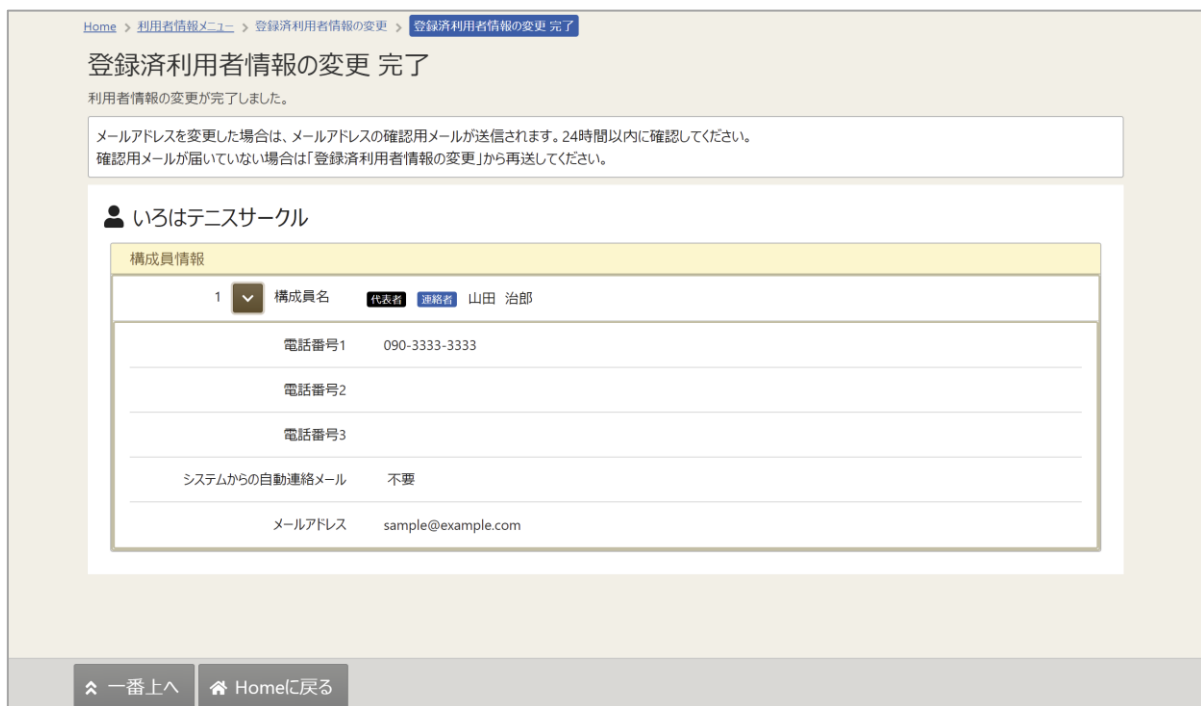 Home > 利用者情報メニュー > 登録済利用者情報の変更 > 登録済利用者情報の変更 完了
登録済利用者情報の変更 完了
利用者情報の変更が完了しました。
メールアドレスを変更した場合は、メールアドレスの確認用メールが送信されます。24時間以内に確認してください。
確認用メールが届いていない場合は「登録済利用者情報の変更」から再送してください。
いろはテニスサークル
構成員情報
1 構成員名 代表者 連絡者 山田 治郎
電話番号1 090-3333-3333
電話番号2
電話番号3
システムからの自動連絡メール 不要
メールアドレス sample@example.com
一番上へ Homeに戻る